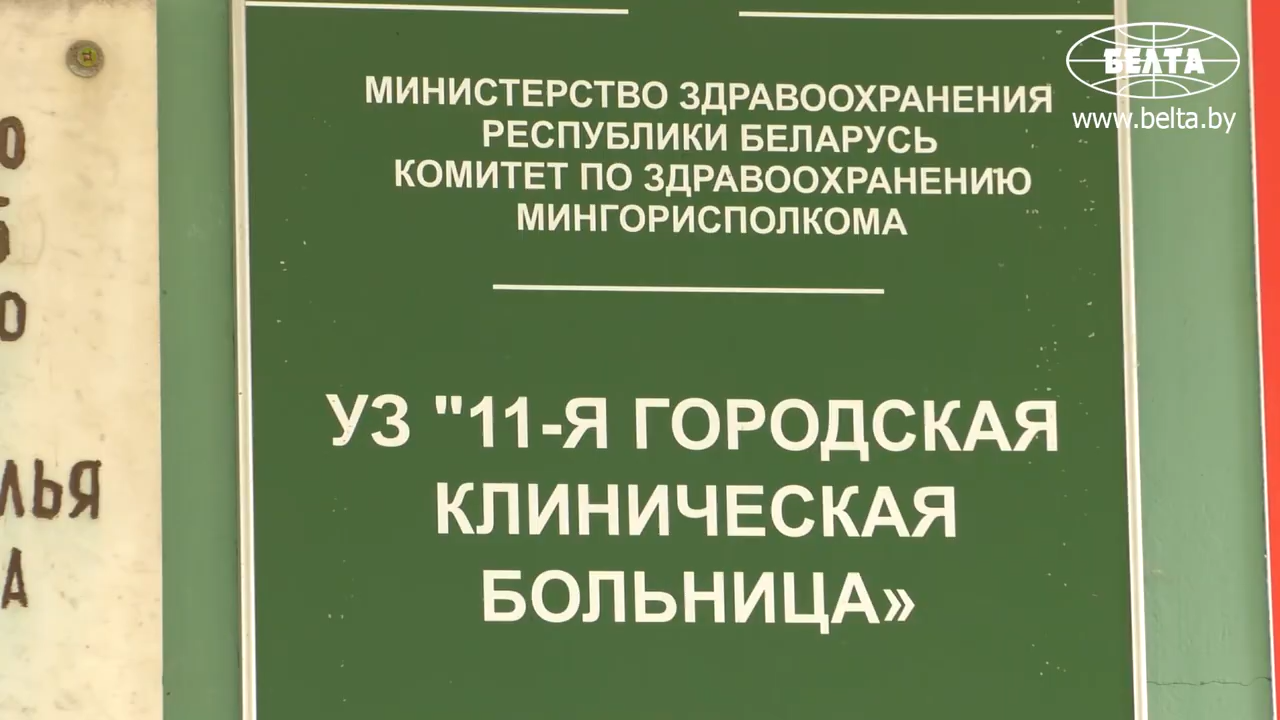 БЕЛТА
www.belta.by
МИНИСТЕРСТВО ЗДРАВООХРАНЕНИЯ
РЕСПУБЛИКИ БЕЛАРУСЬ
КОМИТЕТ ПО ЗДРАВООХРАНЕНИЮ
МИНГОРИСПОЛКОМА
УЗ "11-Я ГОРОДСКАЯ
КЛИНИЧЕСКАЯ
БОЛЬНИЦА»